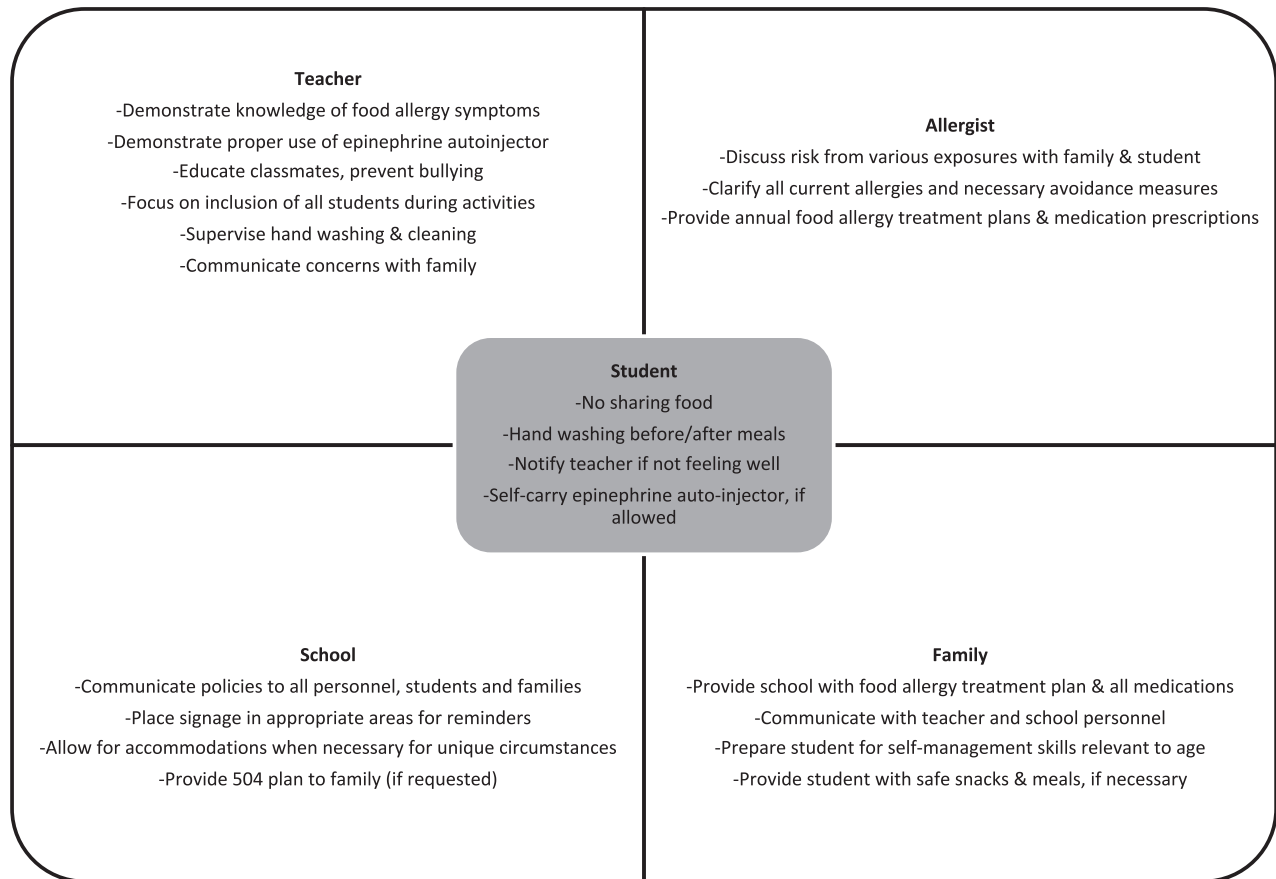 Teacher
-Demonstrate knowledge of food allergy symptoms
-Demonstrate proper use of epinephrine autoinjector
-Educate classmates, prevent bullying
-Focus on inclusion of all students during activities
-Supervise hand washing & cleaning
-Communicate concerns with family
Allergist
-Discuss risk from various exposures with family & student
-Clarify all current allergies and necessary avoidance measures
-Provide annual food allergy treatment plans & medication prescriptions
Student
-No sharing food
-Hand washing before/after meals
-Notify teacher if not feeling well
-Self-carry epinephrine auto-injector, if
allowed
School
-Communicate policies to all personnel, students and families
-Place signage in appropriate areas for reminders
-Allow for accommodations when necessary for unique circumstances
-Provide 504 plan to family (if requested)
Family
-Provide school with food allergy treatment plan & all medications
-Communicate with teacher and school personnel
-Prepare student for self-management skills relevant to age
-Provide student with safe snacks & meals, if necessary